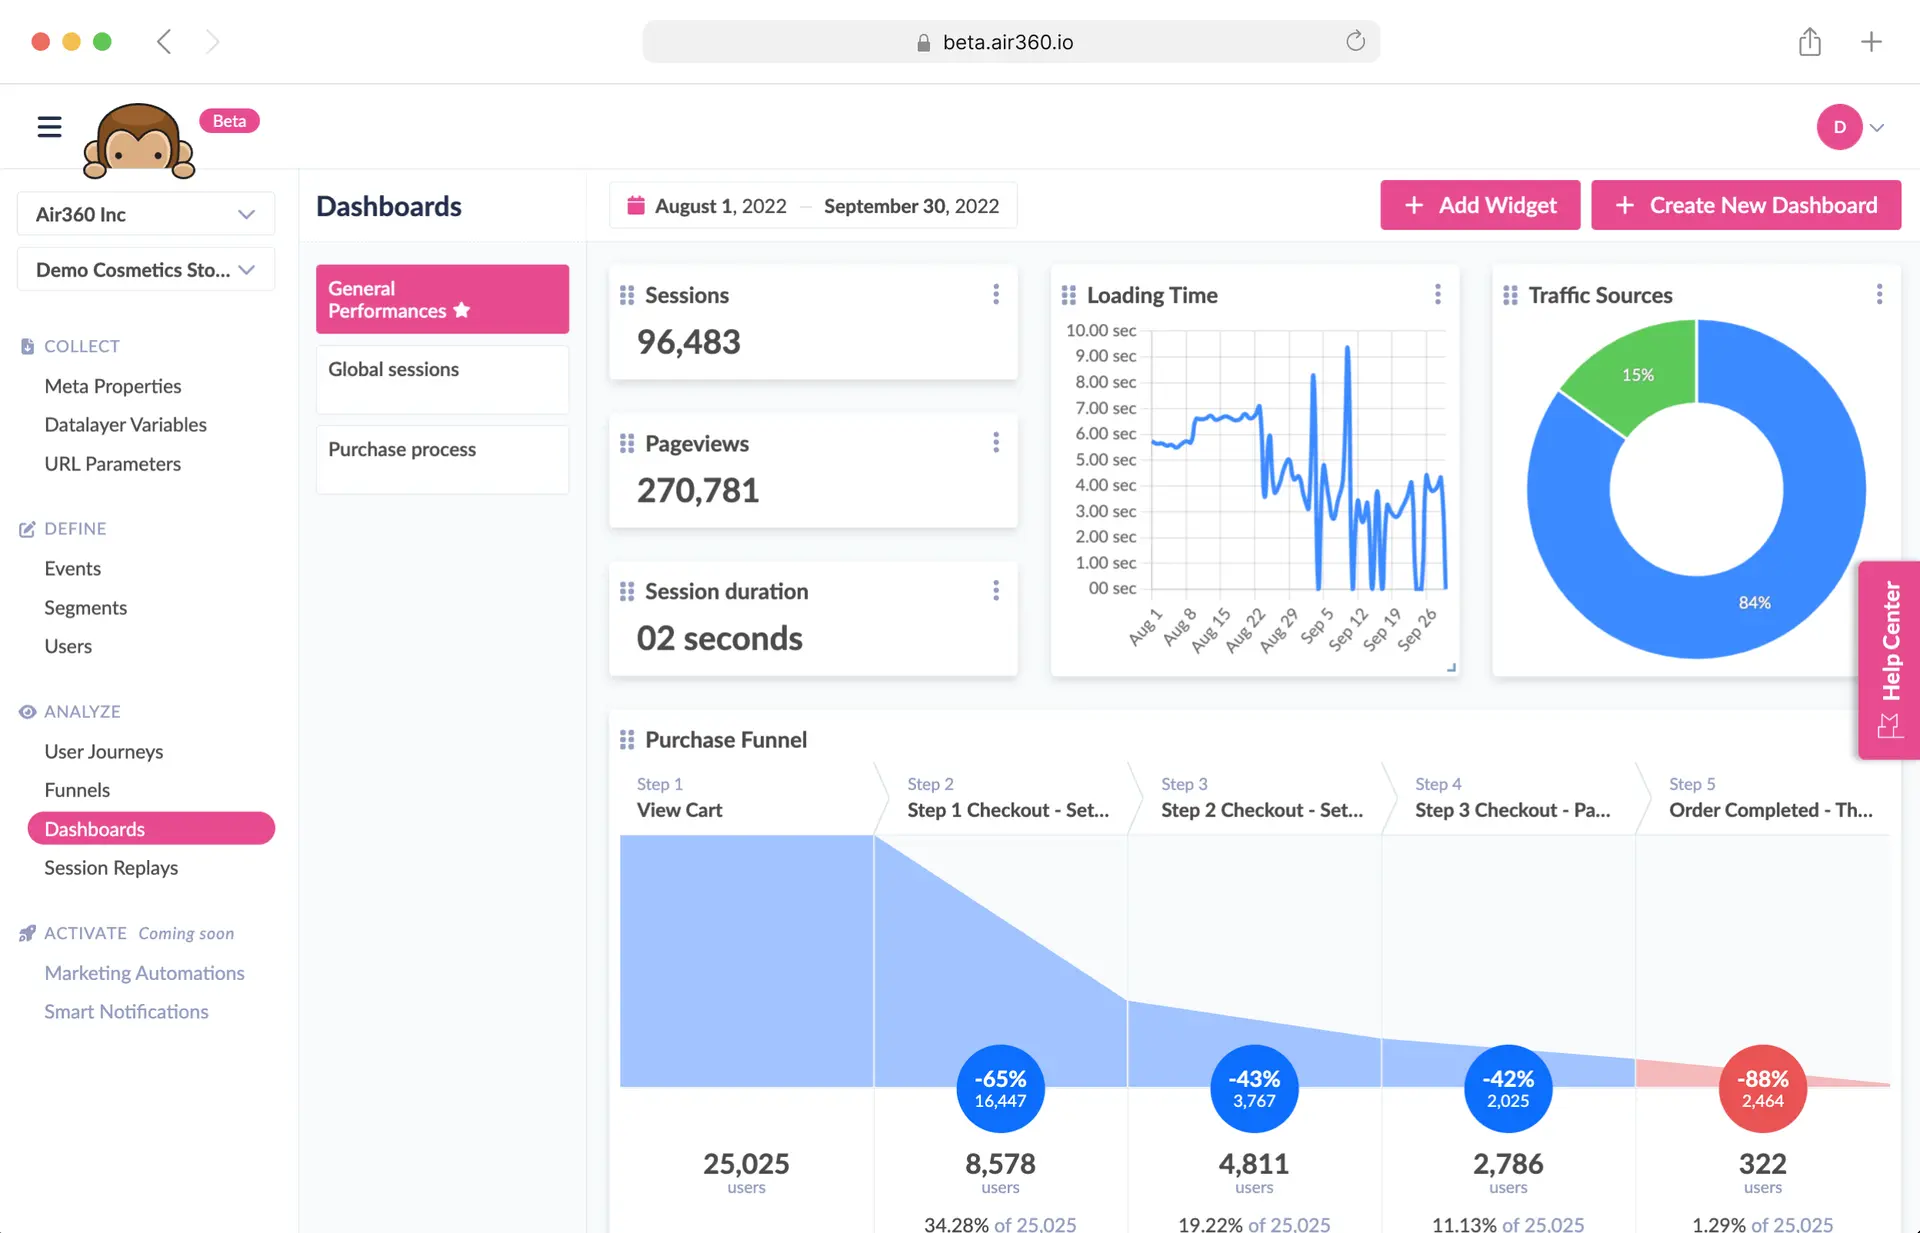 beta.air360.io
Beta
D
Air360 Inc
Demo Cosmetics Sto...
COLLECT
Meta Properties
Datalayer Variables
URL Parameters
DEFINE
Events
Segments
Users
ANALYZE
User Journeys
Funnels
Dashboards
Session Replays
ACTIVATE Coming soon
Marketing Automations
Smart Notifications
Dashboards
General
Performances
Global sessions
Purchase process
August 1, 2022 – September 30, 2022
+ Add Widget
+ Create New Dashboard
Sessions
96,483
Pageviews
270,781
Session duration
02 seconds
Loading Time
10.00 sec
9.00 sec
8.00 sec
7.00 sec
6.00 sec
5.00 sec
4.00 sec
3.00 sec
2.00 sec
1.00 sec
00 sec
Aug 1
Aug 8
Aug 15
Aug 22
Aug 29
Sep 5
Sep 12
Sep 19
Sep 26
Traffic Sources
15%
84%
Help Center
Purchase Funnel
Step 1
View Cart
Step 2
Step 1 Checkout - Set...
Step 3
Step 2 Checkout - Set...
Step 4
Step 3 Checkout - Pa...
Step 5
Order Completed - Th...
-65%
16,447
-43%
3,767
-42%
2,025
-88%
2,464
25,025
users
8,578
users
34.28% of 25,025
4,811
users
19.22% of 25,025
2,786
users
11.13% of 25,025
322
users
1.29% of 25,025